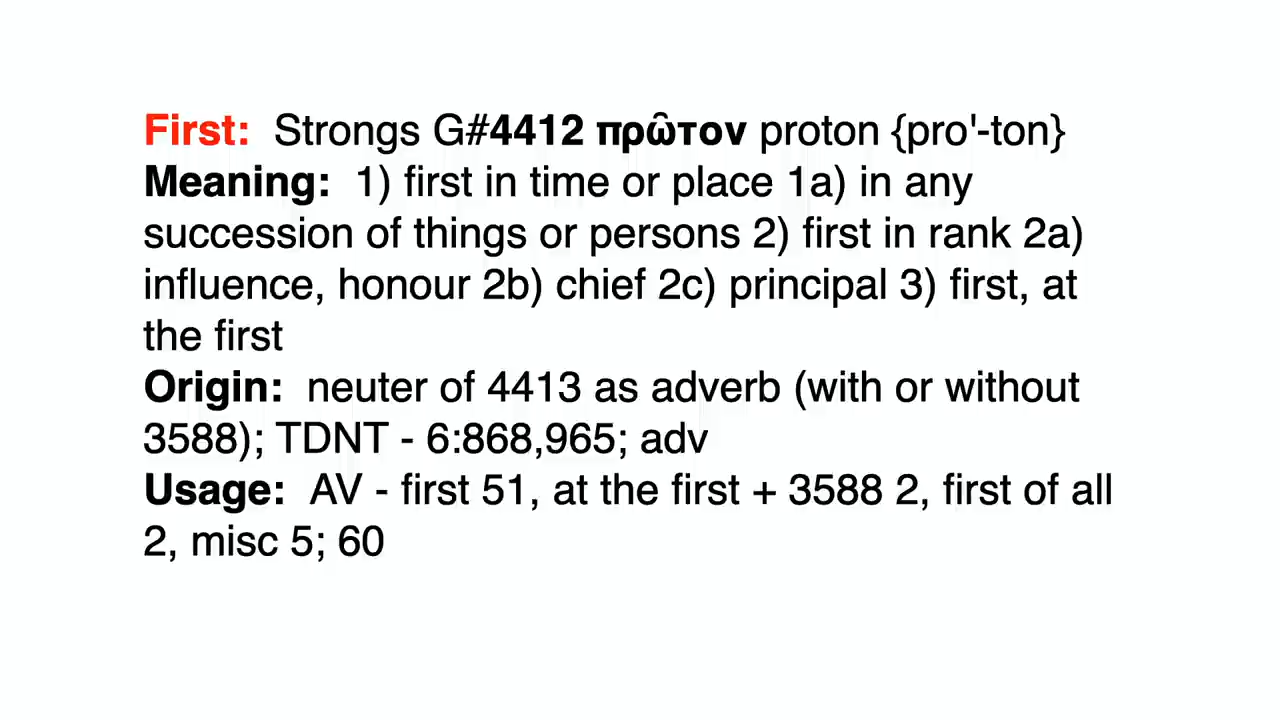 First:  Strongs G#4412 πρῶτον proton {pro'-ton}
Meaning:  1) first in time or place 1a) in any
succession of things or persons 2) first in rank 2a)
influence, honour 2b) chief 2c) principal 3) first, at
the first
Origin:  neuter of 4413 as adverb (with or without
3588); TDNT - 6:868,965; adv
Usage:  AV - first 51, at the first + 3588 2, first of all
2, misc 5; 60